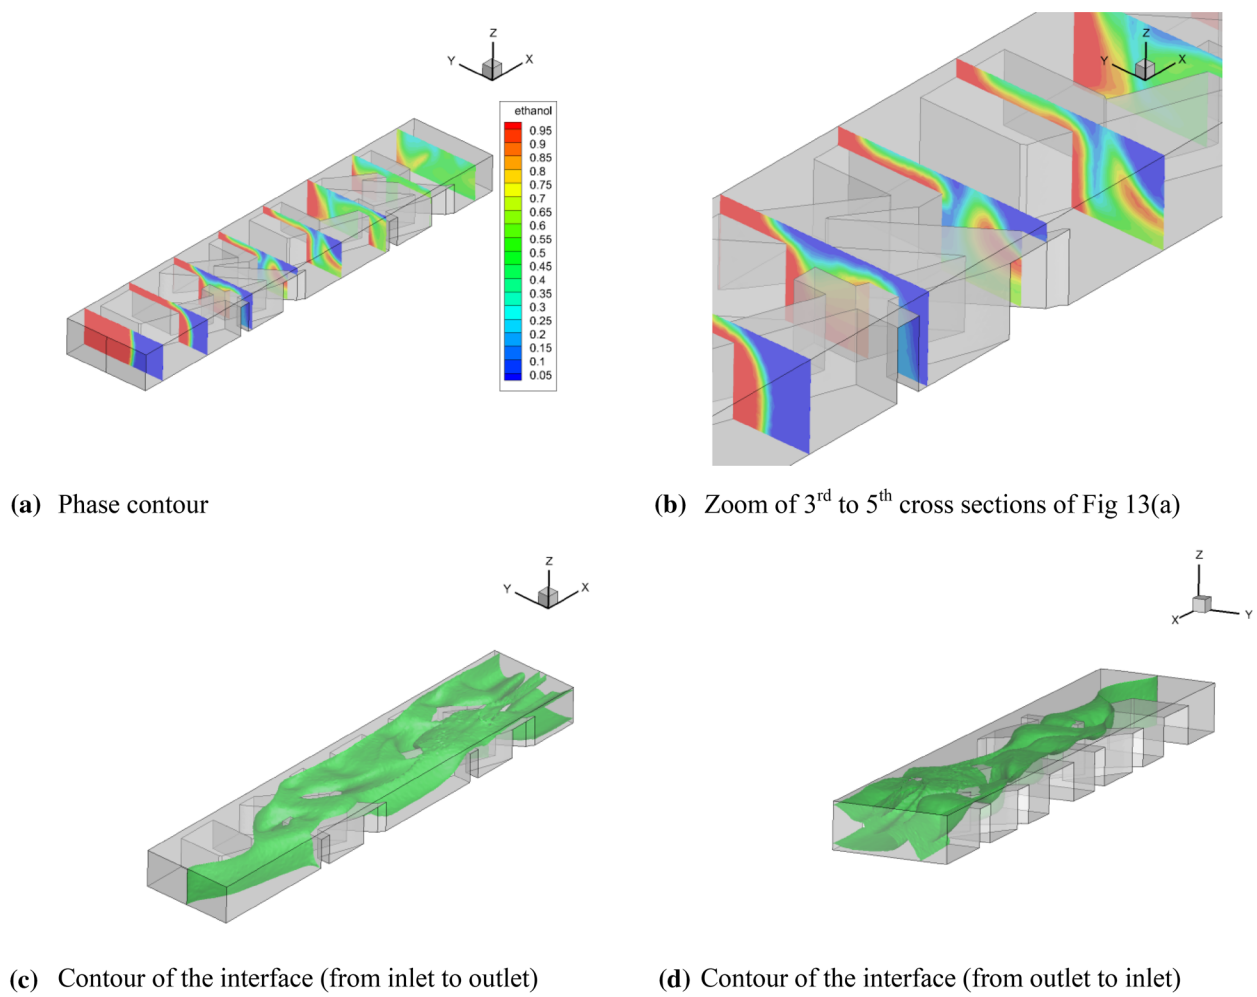 Z
Y
X
ethanol
0.95
0.9
0.85
0.8
0.75
0.7
0.65
0.6
0.55
0.5
0.45
0.4
0.35
0.3
0.25
0.2
0.15
0.1
0.05
Z
Y
X
(a) Phase contour
(b) Zoom of 3rd to 5th cross sections of Fig 13(a)
Z
Y
X
Z
X
Y
(c) Contour of the interface (from inlet to outlet)
(d) Contour of the interface (from outlet to inlet)